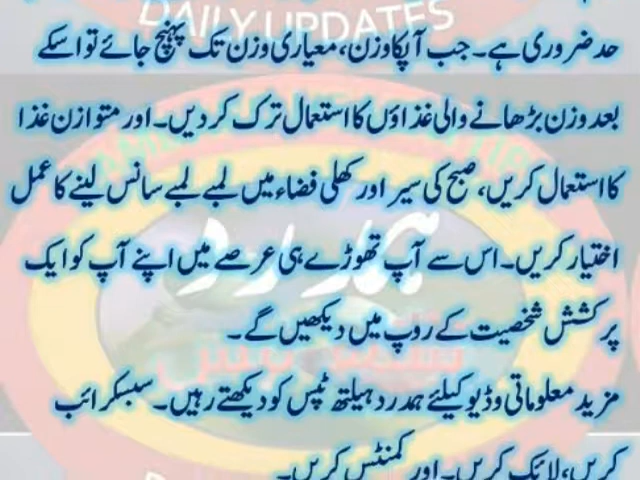 DAILY UPDATES
حد ضروری ہے۔ جب آپکا وزن، معیاری وزن تک پہنچ جائے تو اسکے
بعد وزن بڑھانے والی غذاؤں کا استعمال ترک کر دیں۔ اور متوازن غذا
کا استعمال کریں، صبح کی سیر اور کھلی فضاء میں لمبے لمبے سانس لینے کا عمل
ہمدرد
اختیار کریں۔ اس سے آپ تھوڑے ہی عرصے میں اپنے آپ کو ایک
پرکشش شخصیت کے روپ میں دیکھیں گے۔
مزید معلوماتی وڈیو کیلئے ہمدرد ہیلتھ ٹپس کو دیکھتے رہیں۔ سبسکرائب
کریں، لائک کریں۔ اور کمنٹس کریں۔